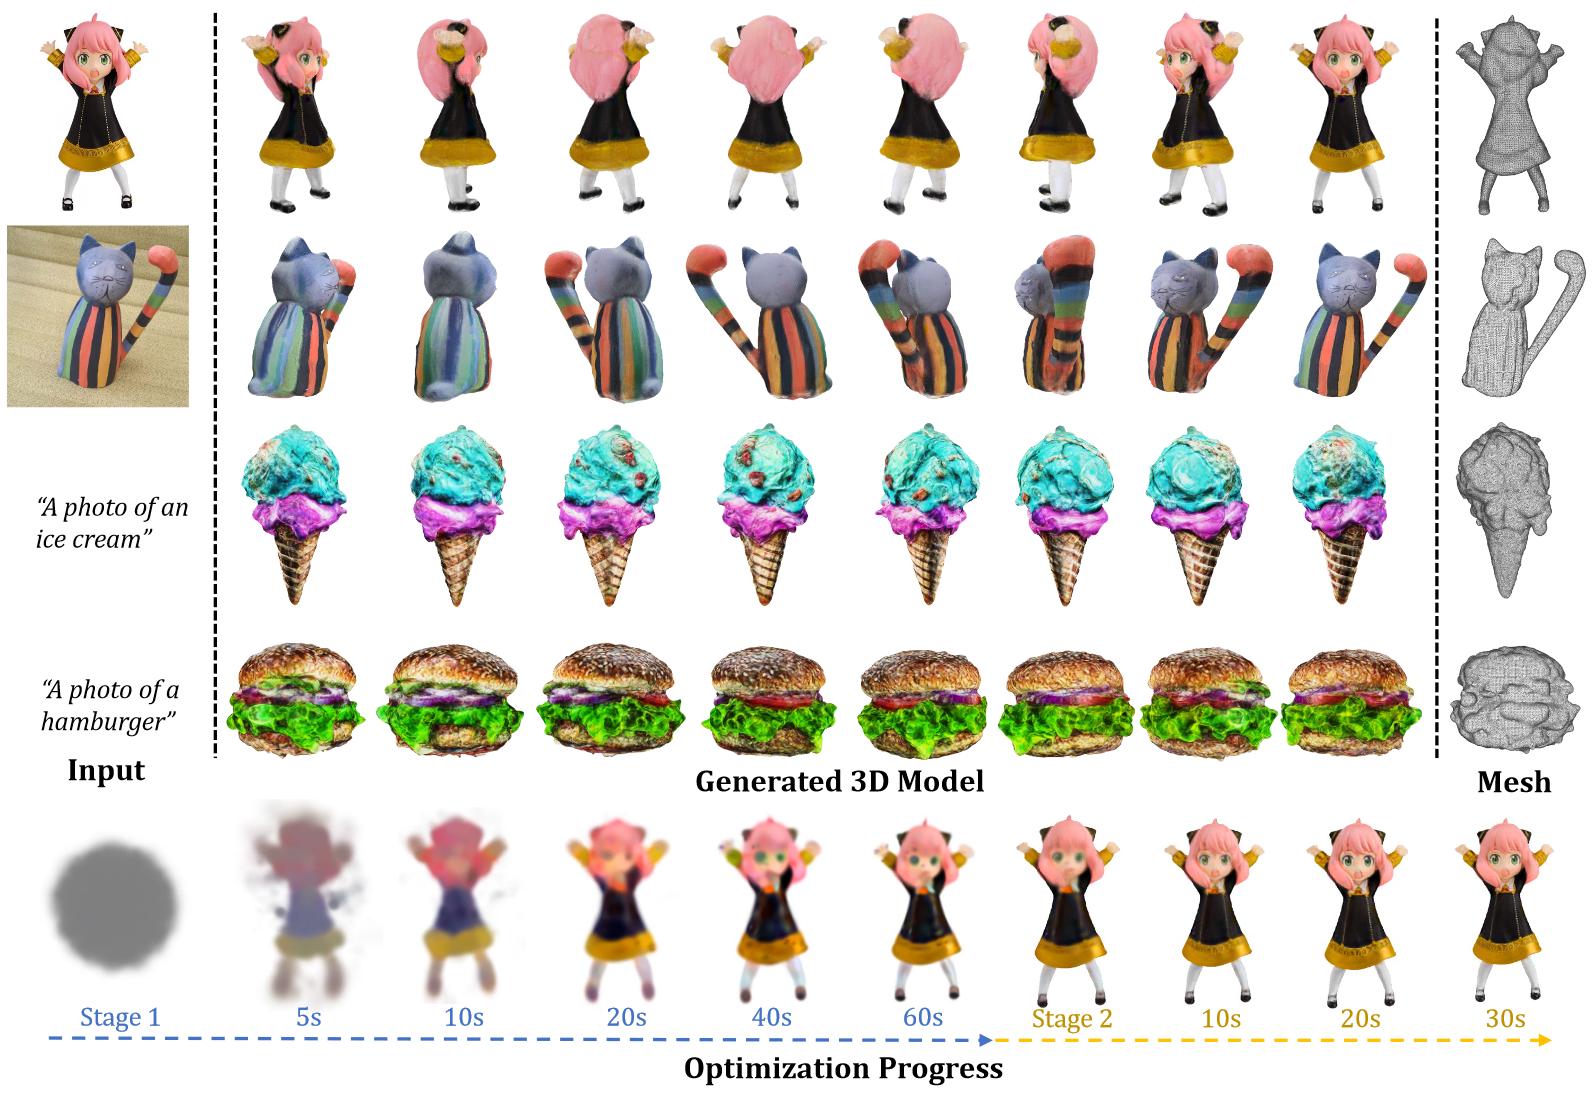 “A photo of an
ice cream”
“A photo of a
hamburger”
Input
Generated 3D Model
Mesh
Stage 1
5s
10s
20s
40s
60s
Stage 2
10s
20s
30s
Optimization Progress